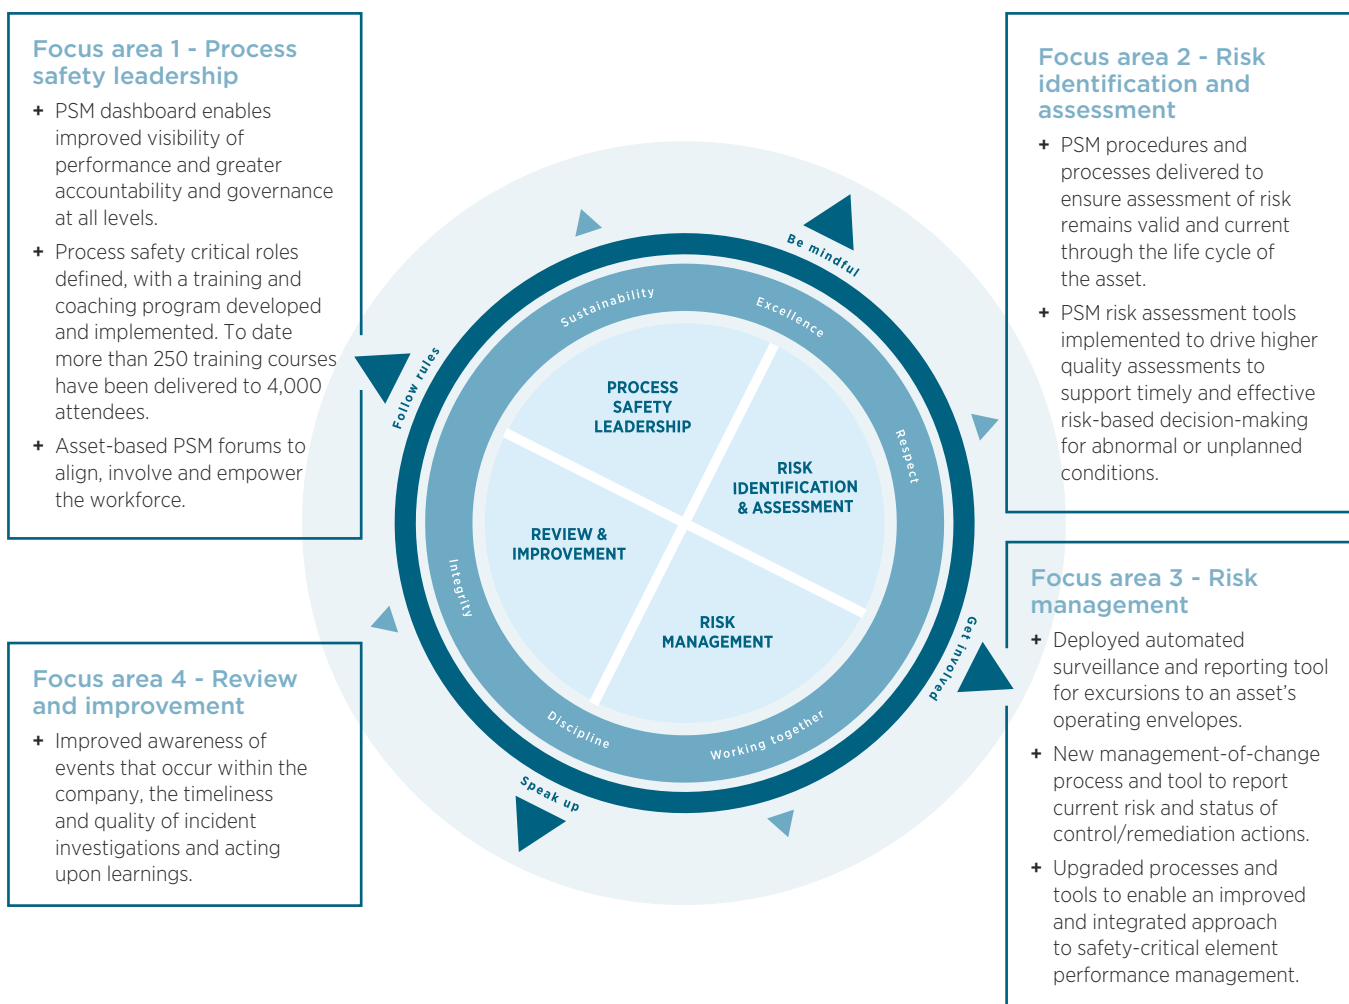 Focus area 1 - Process
safety leadership
+ PSM dashboard enables
improved visibility of
performance and greater
accountability and governance
at all levels.
+ Process safety critical roles
defined, with a training and
coaching program developed
and implemented. To date
more than 250 training courses
have been delivered to 4,000
attendees.
+ Asset-based PSM forums to
align, involve and empower
the workforce.
Focus area 2 - Risk
identification and
assessment
+ PSM procedures and
processes delivered to
ensure assessment of risk
remains valid and current
through the life cycle of
the asset.
+ PSM risk assessment tools
implemented to drive higher
quality assessments to
support timely and effective
risk-based decision-making
for abnormal or unplanned
conditions.
Be mindful
Follow rules
Get involved
Speak up
Sustainability
Excellence
Respect
Working together
Discipline
Integrity
PROCESS
SAFETY
LEADERSHIP
RISK
IDENTIFICATION
& ASSESSMENT
REVIEW &
IMPROVEMENT
RISK
MANAGEMENT
Focus area 3 - Risk
management
+ Deployed automated
surveillance and reporting tool
for excursions to an asset’s
operating envelopes.
+ New management-of-change
process and tool to report
current risk and status of
control/remediation actions.
+ Upgraded processes and
tools to enable an improved
and integrated approach
to safety-critical element
performance management.
Focus area 4 - Review
and improvement
+ Improved awareness of
events that occur within the
company, the timeliness
and quality of incident
investigations and acting
upon learnings.